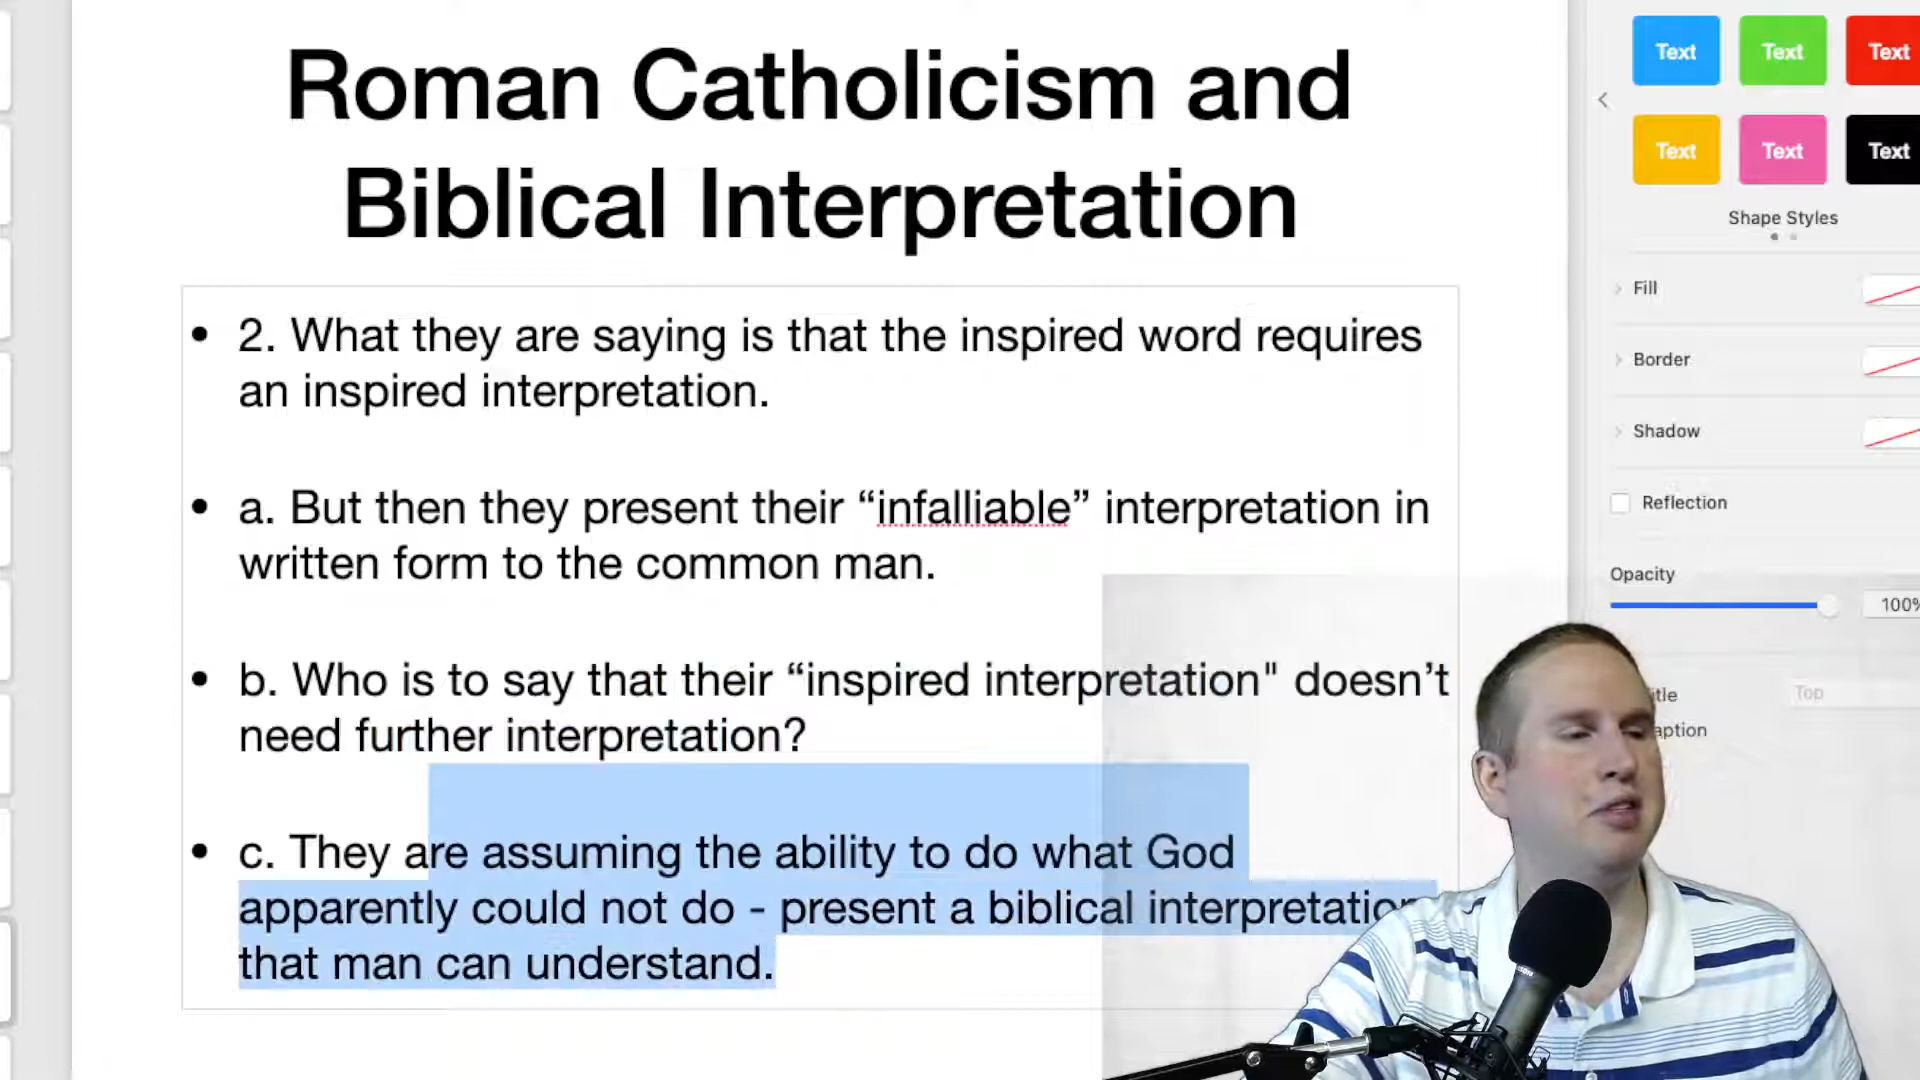 Roman Catholicism and
Biblical Interpretation
• 2. What they are saying is that the inspired word requires
an inspired interpretation.
• a. But then they present their “infalliable” interpretation in
written form to the common man.
• b. Who is to say that their “inspired interpretation" doesn’t
need further interpretation?
• c. They are assuming the ability to do what God
apparently could not do - present a biblical interpretation
that man can understand.
Text Text Text
Text Text Text
Shape Styles
Fill
Border
Shadow
Reflection
Opacity
100%
Top